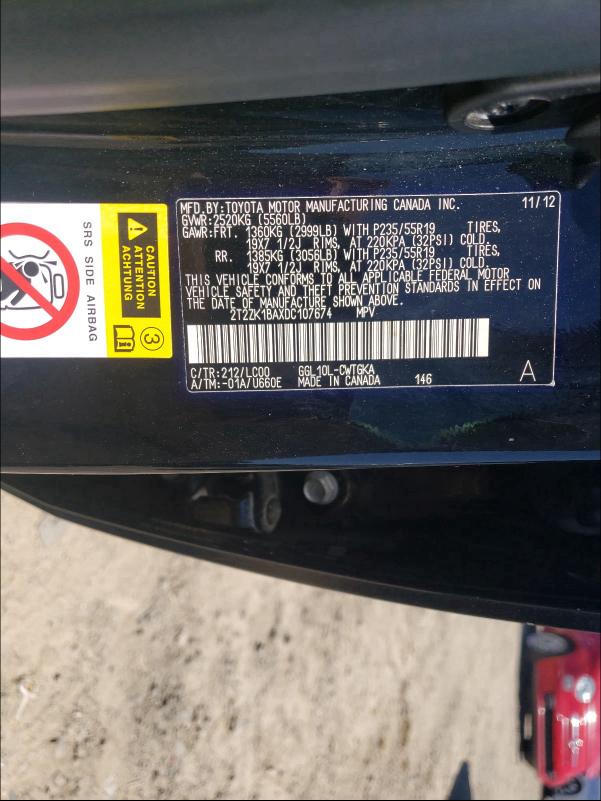 SRS SIDE AIRBAG
CAUTION
ATTENTION
ACHTUNG
3
MFD.BY:TOYOTA MOTOR MANUFACTURING CANADA INC. 11/12
GVWR:2520KG (5560LB)
GAWR:FRT. 1360KG (2999LB) WITH P235/55R19 TIRES,
19X7 1/2J RIMS, AT 220KPA (32PSI) COLD.
RR. 1385KG (3056LB) WITH P235/55R19 TIRES,
19X7 1/2J RIMS, AT 220KPA (32PSI) COLD.
THIS VEHICLE CONFORMS TO ALL APPLICABLE FEDERAL MOTOR
VEHICLE SAFETY AND THEFT PREVENTION STANDARDS IN EFFECT ON
THE DATE OF MANUFACTURE SHOWN ABOVE.
2T2ZK1BAXDC107674 MPV
C/TR:212/LC00 GGL10L-CWTGKA
A/TM:-01A/U660E MADE IN CANADA 146 A